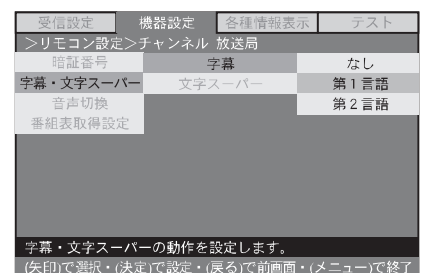 受信設定 機器設定 各種情報表示 テスト
＞リモコン設定＞チャンネル 放送局
暗証番号 字幕 なし
字幕・文字スーパー 文字スーパー 第１言語
音声切換 第２言語
番組表取得設定
字幕・文字スーパーの動作を設定します。
(矢印)で選択・(決定)で設定・(戻る)で前画面・(メニュー)で終了